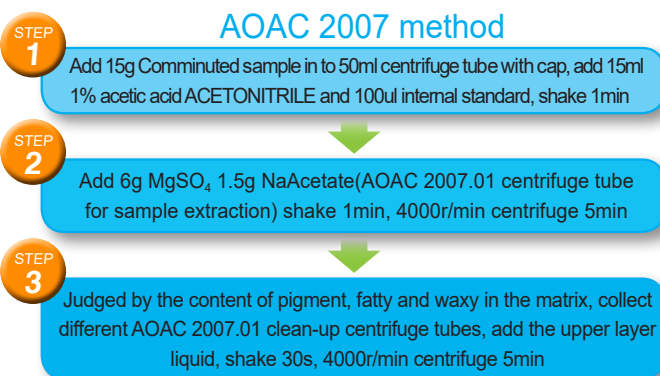 AOAC 2007 method
STEP
1
Add 15g Comminuted sample in to 50ml centrifuge tube with cap, add 15ml
1% acetic acid ACETONITRILE and 100ul internal standard, shake 1min
STEP
2
Add 6g MgSO₄ 1.5g NaAcetate(AOAC 2007.01 centrifuge tube
for sample extraction) shake 1min, 4000r/min centrifuge 5min
STEP
3
Judged by the content of pigment, fatty and waxy in the matrix, collect
different AOAC 2007.01 clean-up centrifuge tubes, add the upper layer
liquid, shake 30s, 4000r/min centrifuge 5min